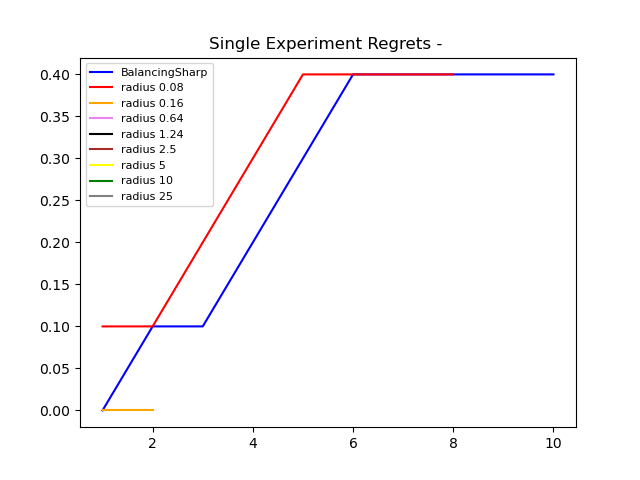 Single Experiment Regrets -
BalancingSharp
radius 0.08
radius 0.16
radius 0.64
radius 1.24
radius 2.5
radius 5
radius 10
radius 25
0.40
0.35
0.30
0.25
0.20
0.15
0.10
0.05
0.00
2 4 6 8 10